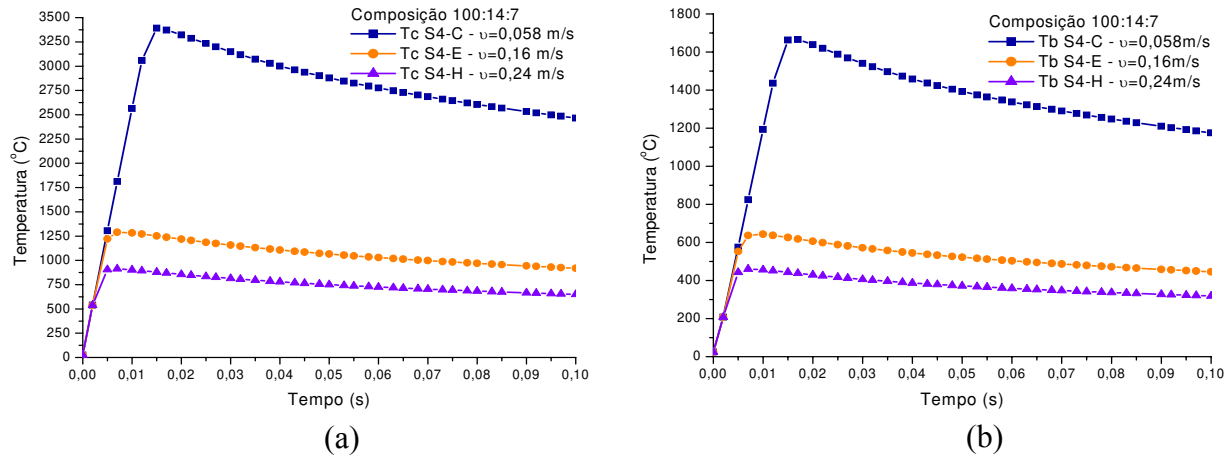 Composição 100:14:7
Tc S4-C - υ=0,058 m/s
Tc S4-E - υ=0,16 m/s
Tc S4-H - υ=0,24 m/s
Temperatura (°C)
3500
3250
3000
2750
2500
2250
2000
1750
1500
1250
1000
750
500
250
0
0,00 0,01 0,02 0,03 0,04 0,05 0,06 0,07 0,08 0,09 0,10
Tempo (s)
(a)
Composição 100:14:7
Tb S4-C - υ=0,058m/s
Tb S4-E - υ=0,16m/s
Tb S4-H - υ=0,24m/s
Temperatura (°C)
1800
1600
1400
1200
1000
800
600
400
200
0
0,00 0,01 0,02 0,03 0,04 0,05 0,06 0,07 0,08 0,09 0,10
Tempo (s)
(b)